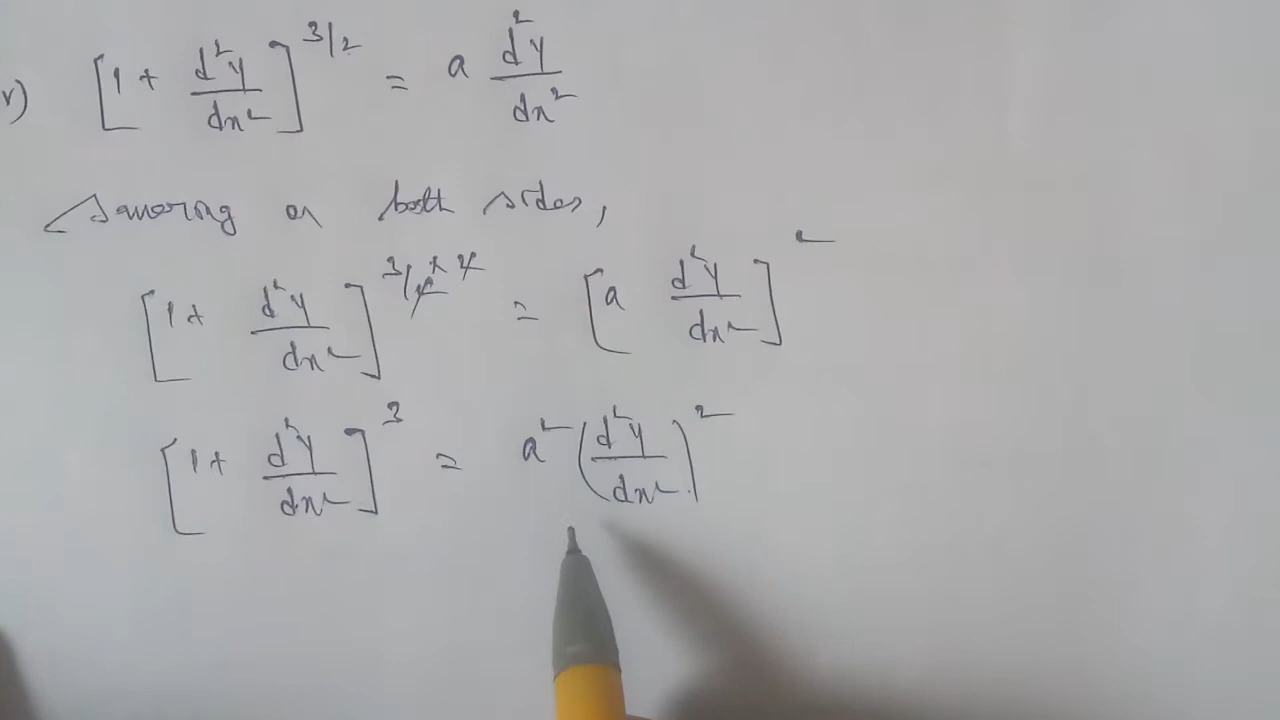 v) [1 + d²y/dx²]^3/2 = a d²y/dx²
Squaring on both sides,
[1+ d²y/dx²]^3/2 × 2 = [a d²y/dx²]²
[1+ d²y/dx²]³ = a² (d²y/dx²)²